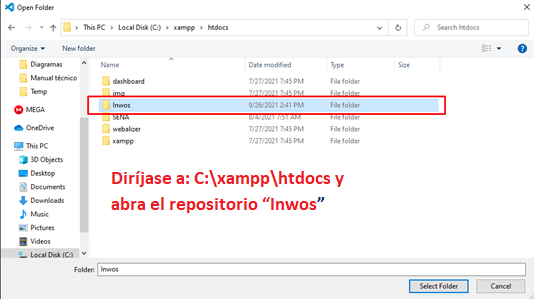 Open Folder
This PC > Local Disk (C:) > xampp > htdocs
Search htdocs
Organize
New folder
Name
Date modified
Type
Size
Diagramas
Manual técnico
Temp
MEGA
OneDrive
This PC
3D Objects
Desktop
Documents
Downloads
Music
Pictures
Videos
Local Disk (C:)
dashboard 7/27/2021 7:45 PM File folder
img 7/27/2021 7:45 PM File folder
Inwos 9/26/2021 2:41 PM File folder
SENA 8/4/2021 7:51 AM File folder
webalizer 7/27/2021 7:45 PM File folder
xampp 7/27/2021 7:45 PM File folder
Diríjase a: C:\xampp\htdocs y
abra el repositorio “Inwos”
Folder: Inwos
Select Folder
Cancel